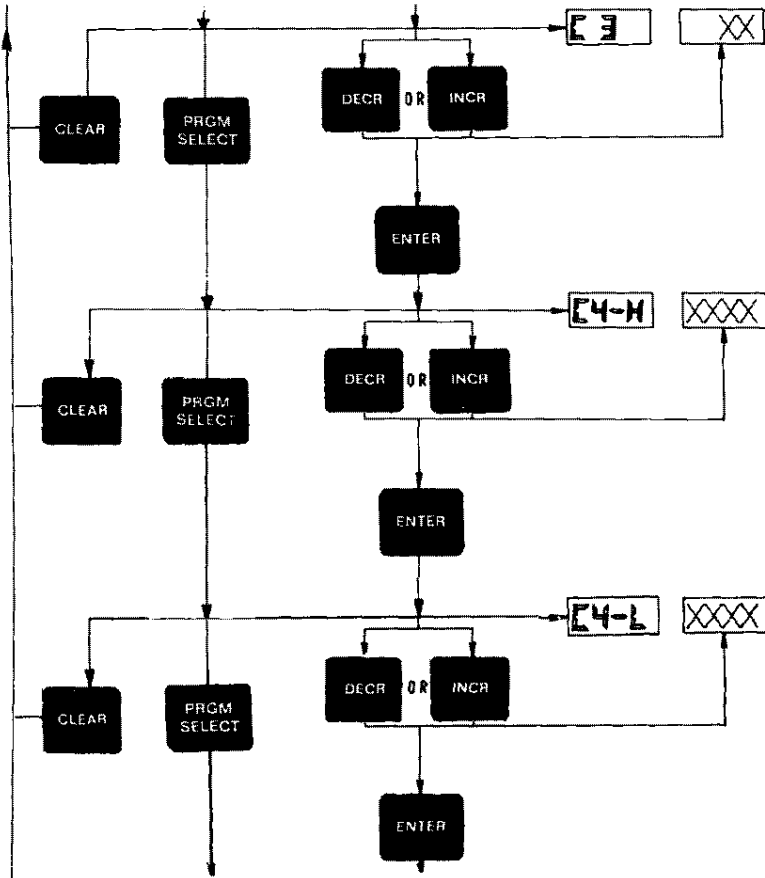 C 3 XX
CLEAR PRGM SELECT DECR OR INCR
ENTER
C4-H XXXX
CLEAR PRGM SELECT DECR OR INCR
ENTER
C4-L XXXX
CLEAR PRGM SELECT DECR OR INCR
ENTER